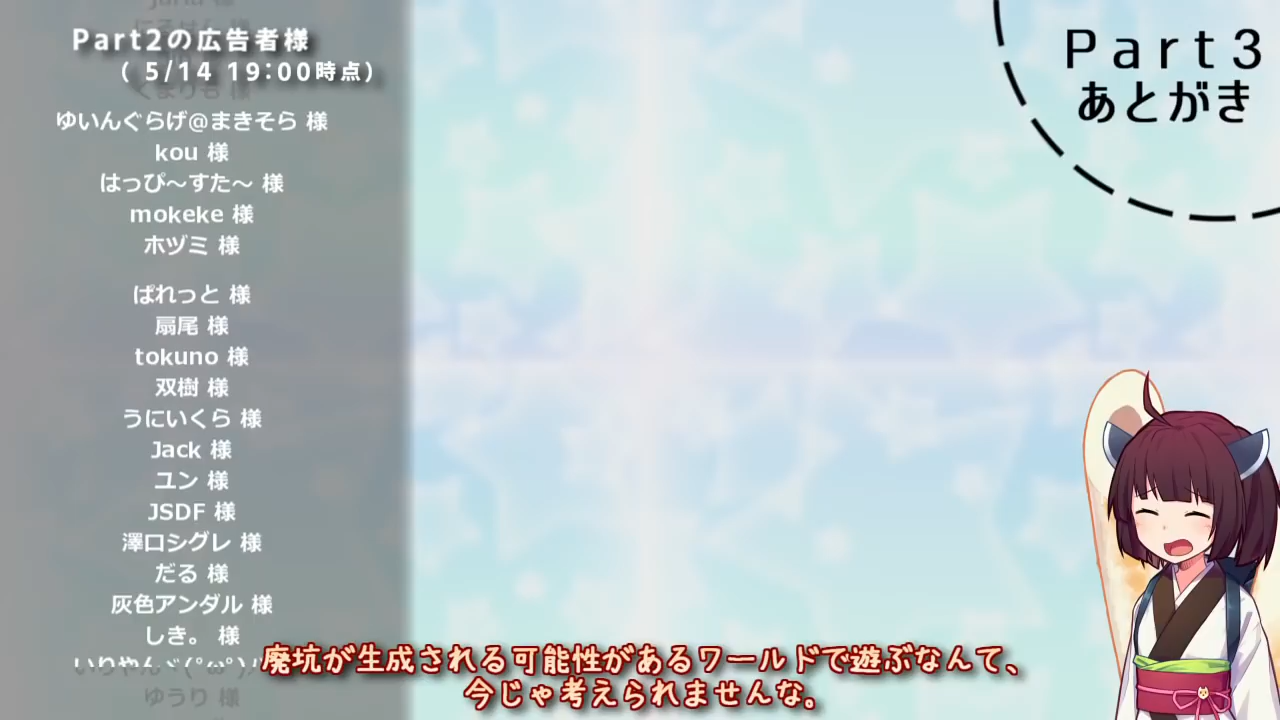 Part2の広告者様
( 5/14 19:00時点)
ゆいんぐらげ@まきそら 様
kou 様
はっぴ～すた～ 様
mokeke 様
ホヅミ 様
ぱれっと 様
扇尾 様
tokuno 様
双樹 様
うにいくら 様
Jack 様
ユン 様
JSDF 様
澤口シグレ 様
だる 様
灰色アンダル 様
しき。 様
ゆうり 様
Part3
あとがき
廃坑が生成される可能性があるワールドで遊ぶなんて、
今じゃ考えられませんな。